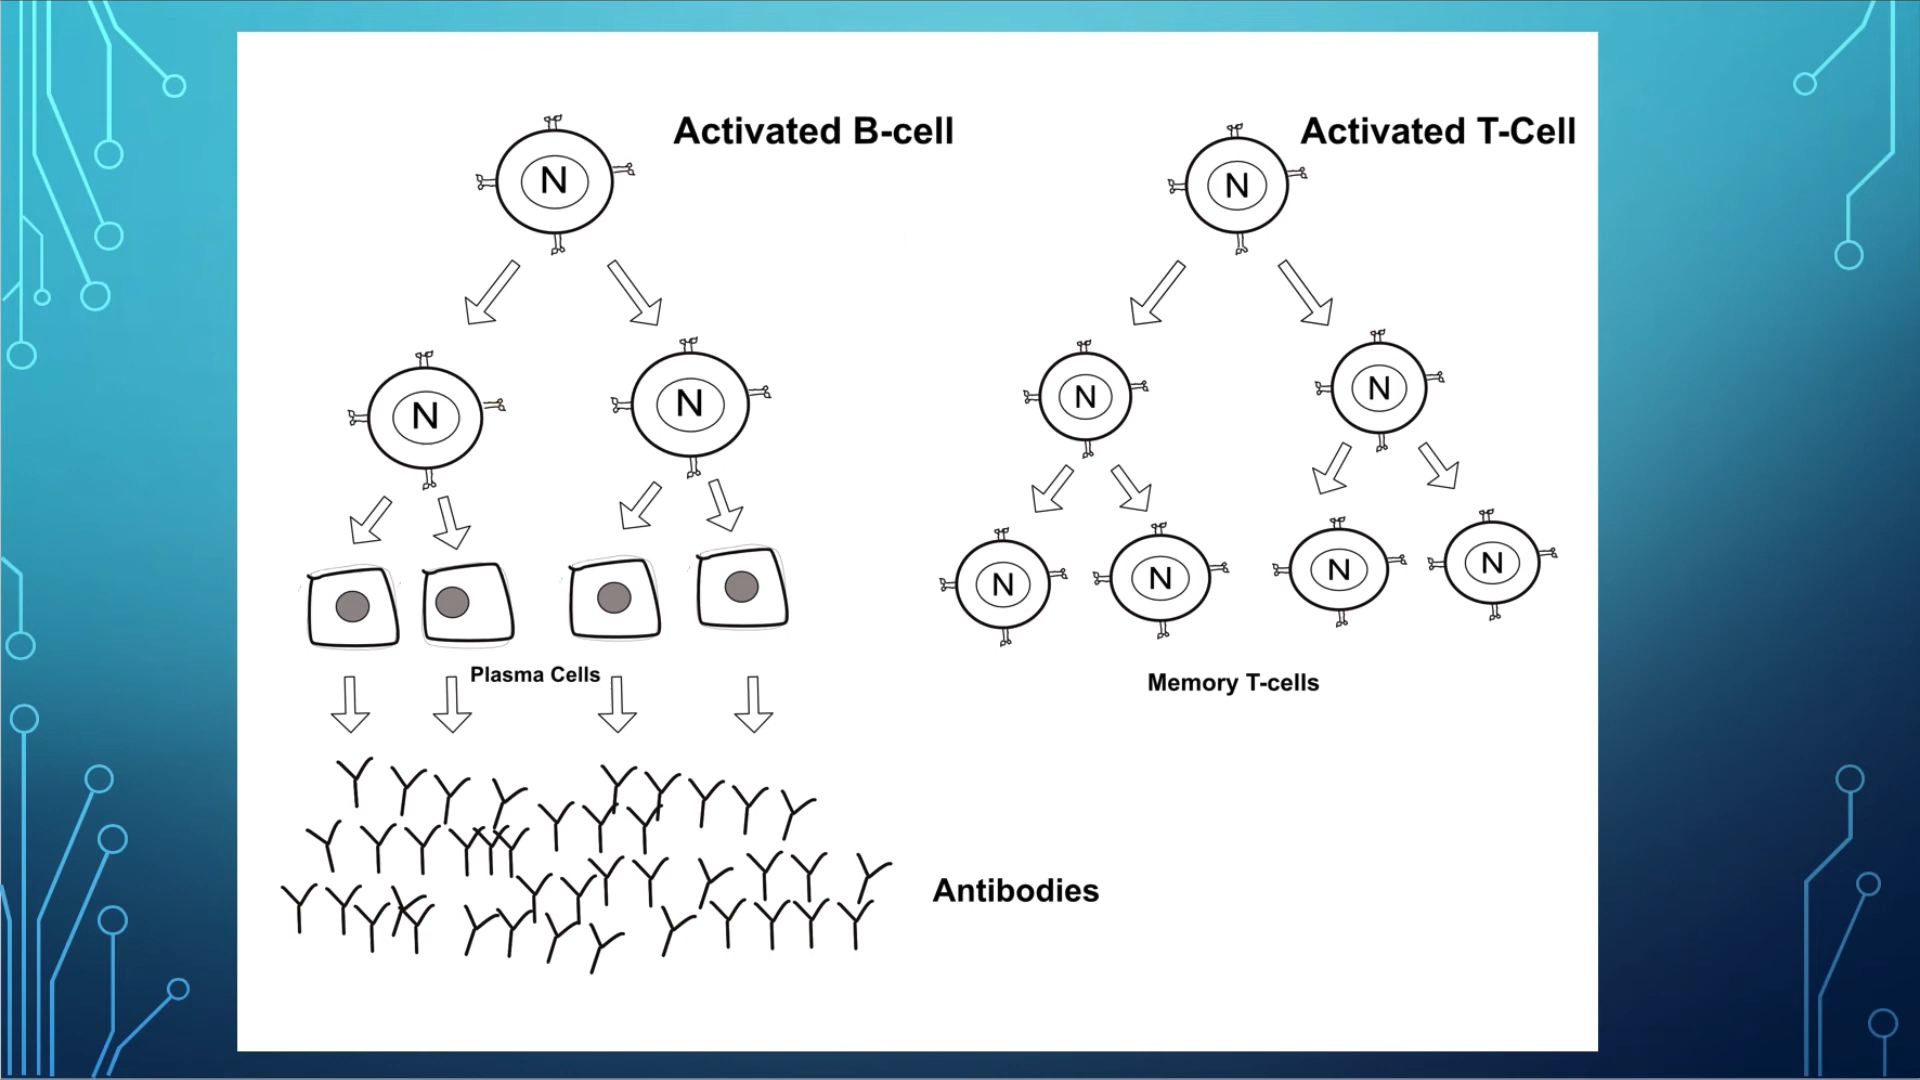 Activated B-cell
Activated T-Cell
N
N
N
N
N
N
N
N
N
N
Plasma Cells
Memory T-cells
Antibodies